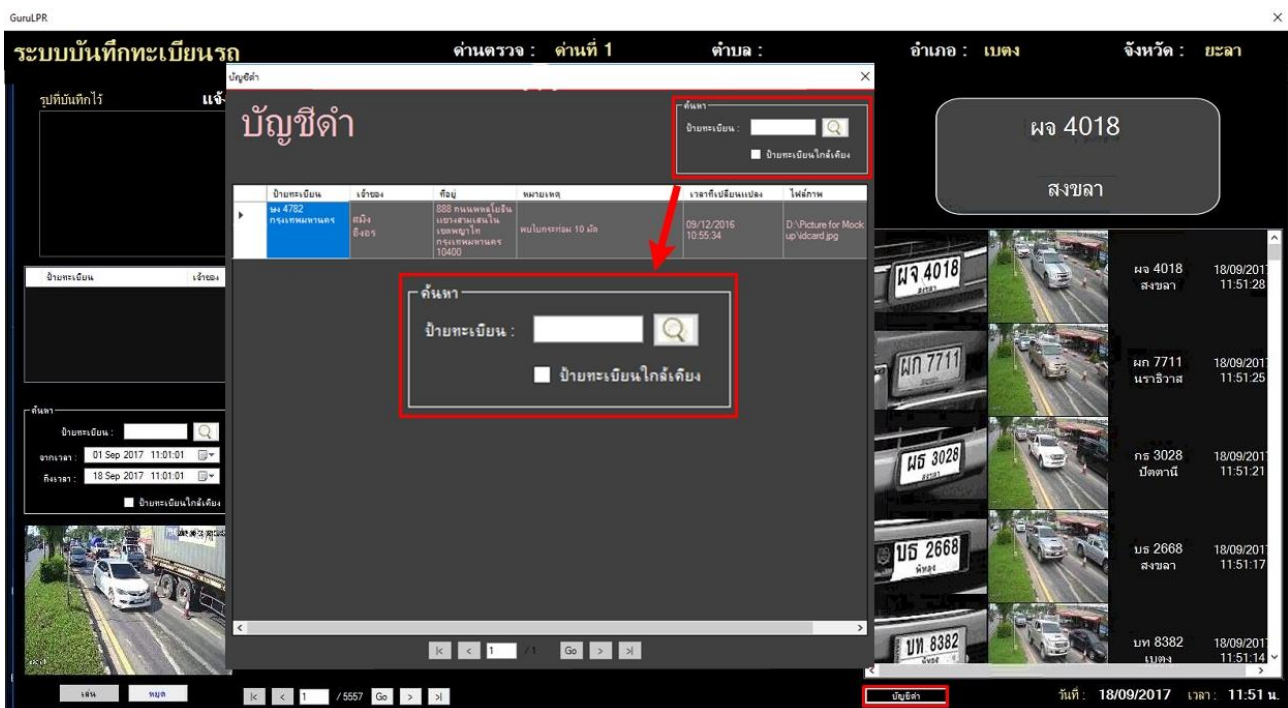 GuruLPR
ระบบบันทึกทะเบียนรถ
ด่านตรวจ : ด่านที่ 1
ตำบล :
อำเภอ : เบตง
จังหวัด : ยะลา
บัญชีดำ
รูปที่บันทึกไว้
แจ้ง
บัญชีดำ
ค้นหา
ป้ายทะเบียน :
ป้ายทะเบียนใกล้เคียง
ป้ายทะเบียน เจ้าของ ที่อยู่ หมายเหตุ เวลาที่เปลี่ยนแปลง ไฟล์ภาพ
4782
กรุงเทพมหานคร
สมิง
ยิ่งอร
888 ถนนพหลโยธิน
แขวงสามเสนใน
เขตพญาไท
กรุงเทพมหานคร
10400
พบใบกระท่อม 10 มัด
09/12/2016
10:55:34
D:\Picture for Mock
up\idcard.jpg
ค้นหา
ป้ายทะเบียน :
ป้ายทะเบียนใกล้เคียง
/ 1 Go
1
ป้ายทะเบียน เจ้าของ
ค้นหา
ป้ายทะเบียน :
จากเวลา : 01 Sep 2017 11:01:01
ถึงเวลา : 18 Sep 2017 11:01:01
ป้ายทะเบียนใกล้เคียง
เล่น หยุด
1 / 5557 Go
ผจ 4018
สงขลา
ผจ 4018
สงขลา
ผจ 4018
สงขลา
18/09/2017
11:51:28
ผก 7711
ผก 7711
นราธิวาส
18/09/2017
11:51:25
ผธ 3028
กธ 3028
ปัตตานี
18/09/2017
11:51:21
บธ 2668
พัทลุง
บธ 2668
สงขลา
18/09/2017
11:51:17
บท 8382
บท 8382
เบตง
18/09/2017
11:51:14
บัญชีดำ
วันที่ : 18/09/2017 เวลา : 11:51 น.